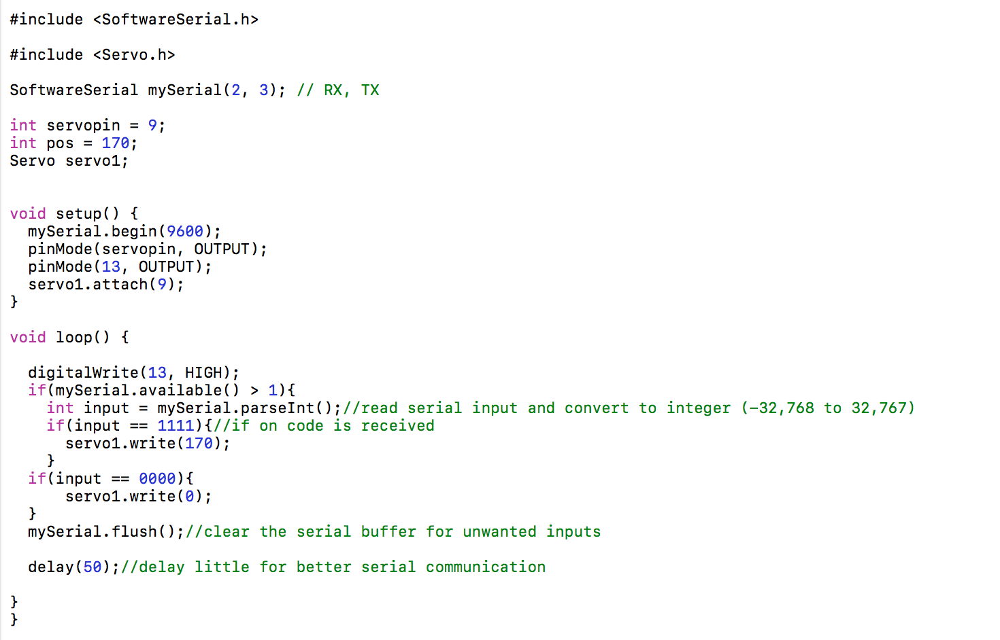 #include <SoftwareSerial.h>
#include <Servo.h>
SoftwareSerial mySerial(2, 3); // RX, TX
int servopin = 9;
int pos = 170;
Servo servo1;
void setup() {
  mySerial.begin(9600);
  pinMode(servopin, OUTPUT);
  pinMode(13, OUTPUT);
  servo1.attach(9);
}
void loop() {
  digitalWrite(13, HIGH);
  if(mySerial.available() > 1){
    int input = mySerial.parseInt();//read serial input and convert to integer (-32,768 to 32,767)
    if(input == 1111){//if on code is received
      servo1.write(170);
    }
  if(input == 0000){
      servo1.write(0);
  }
  mySerial.flush();//clear the serial buffer for unwanted inputs
  delay(50);//delay little for better serial communication
}
}